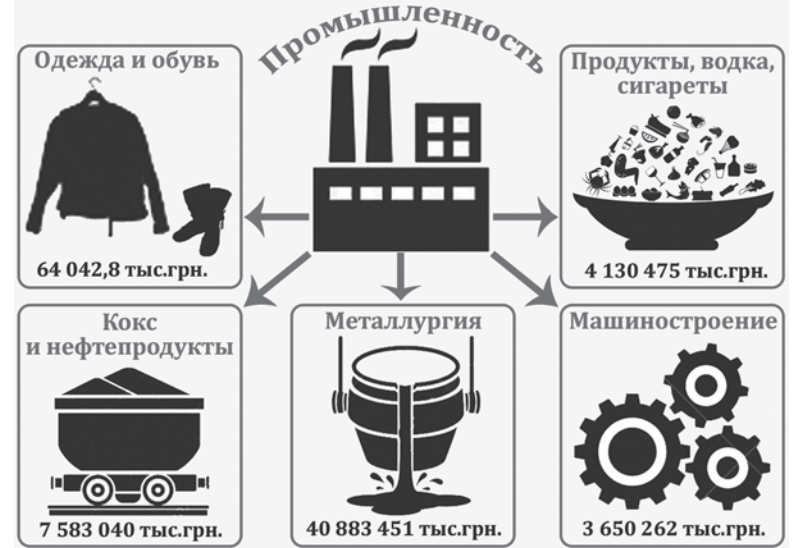 Промышленность
Одежда и обувь
64 042,8 тыс.грн.
Продукты, водка,
сигареты
4 130 475 тыс.грн.
Кокс
и нефтепродукты
7 583 040 тыс.грн.
Металлургия
40 883 451 тыс.грн.
Машиностроение
3 650 262 тыс.грн.